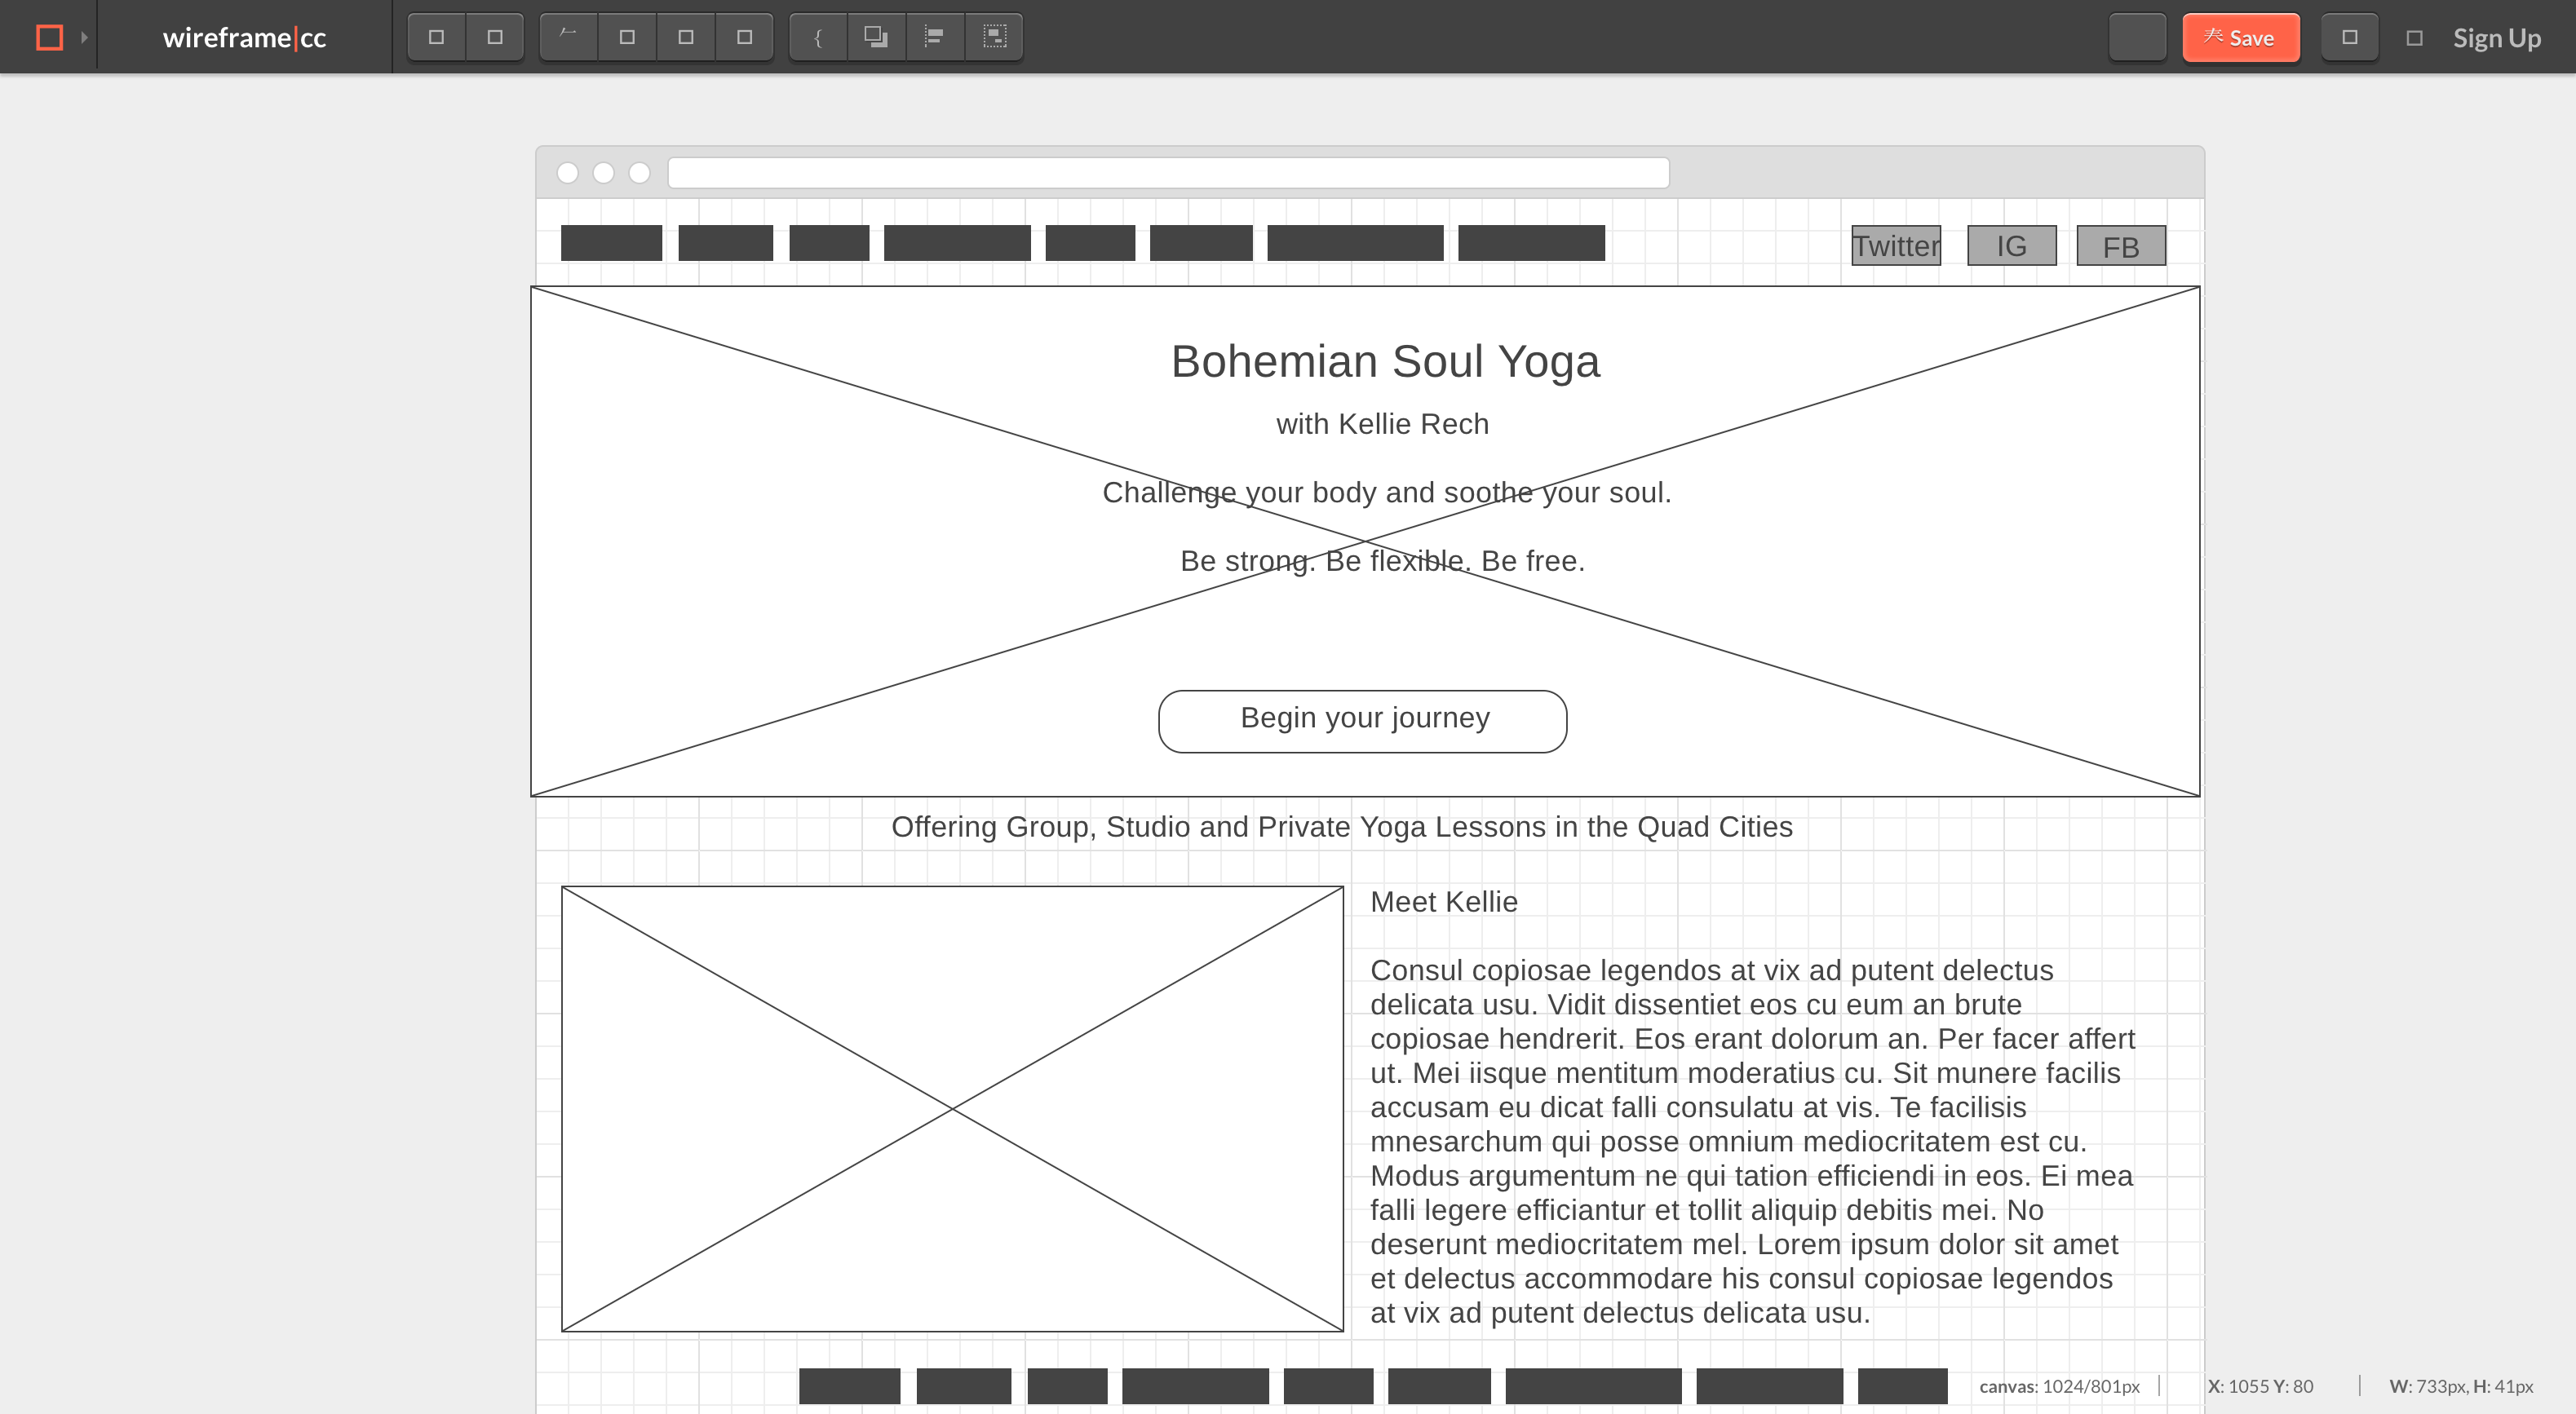 wireframe|cc
Save
Sign Up
Twitter
IG
FB
Bohemian Soul Yoga
with Kellie Rech
Challenge your body and soothe your soul.
Be strong. Be flexible. Be free.
Begin your journey
Offering Group, Studio and Private Yoga Lessons in the Quad Cities
Meet Kellie
Consul copiosae legendos at vix ad putent delectus
delicata usu. Vidit dissentiet eos cu eum an brute
copiosae hendrerit. Eos erant dolorum an. Per facer affert
ut. Mei iisque mentitum moderatius cu. Sit munere facilis
accusam eu dicat falli consulatu at vis. Te facilisis
mnesarchum qui posse omnium mediocritatem est cu.
Modus argumentum ne qui tation efficiendi in eos. Ei mea
falli legere efficiantur et tollit aliquip debitis mei. No
deserunt mediocritatem mel. Lorem ipsum dolor sit amet
et delectus accommodare his consul copiosae legendos
at vix ad putent delectus delicata usu.
canvas: 1024/801px
X: 1055 Y: 80
W: 733px, H: 41px